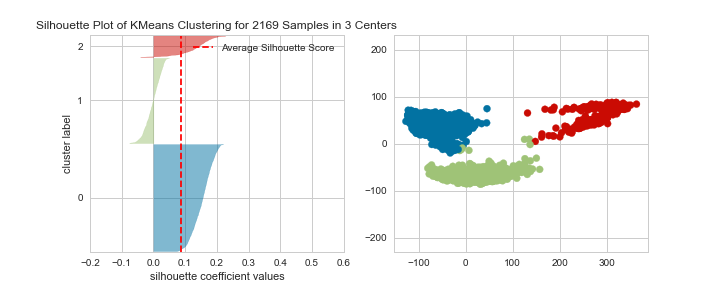 Silhouette Plot of KMeans Clustering for 2169 Samples in 3 Centers
Average Silhouette Score
cluster label
2
1
0
−0.2 −0.1 0.0 0.1 0.2 0.3 0.4 0.5 0.6
silhouette coefficient values
200
100
0
−100
−200
−100 0 100 200 300